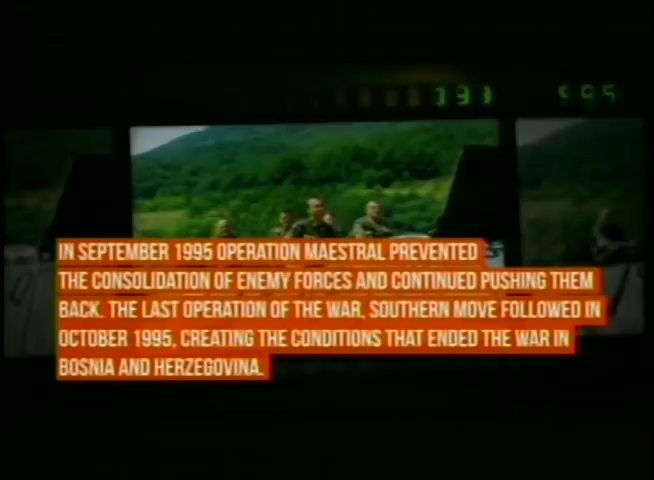 IN SEPTEMBER 1995 OPERATION MAESTRAL PREVENTED
THE CONSOLIDATION OF ENEMY FORCES AND CONTINUED PUSHING THEM
BACK. THE LAST OPERATION OF THE WAR, SOUTHERN MOVE FOLLOWED IN
OCTOBER 1995, CREATING THE CONDITIONS THAT ENDED THE WAR IN
BOSNIA AND HERZEGOVINA.